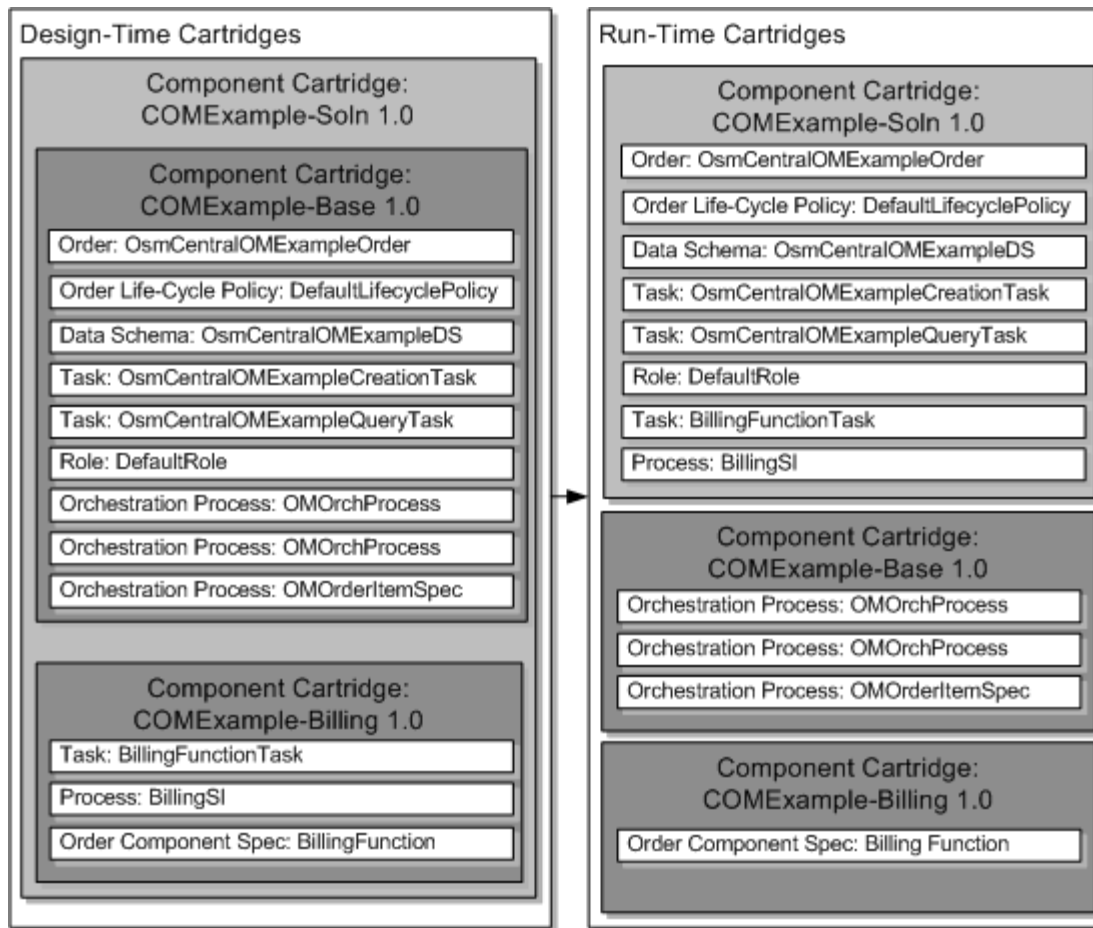 Design-Time Cartridges
Component Cartridge:
COMExample-Soln 1.0
Component Cartridge:
COMExample-Base 1.0
Order: OsmCentralOMExampleOrder
Order Life-Cycle Policy: DefaultLifecyclePolicy
Data Schema: OsmCentralOMExampleDS
Task: OsmCentralOMExampleCreationTask
Task: OsmCentralOMExampleQueryTask
Role: DefaultRole
Orchestration Process: OMOrchProcess
Orchestration Process: OMOrchProcess
Orchestration Process: OMOrderItemSpec
Component Cartridge:
COMExample-Billing 1.0
Task: BillingFunctionTask
Process: BillingSI
Order Component Spec: BillingFunction
Run-Time Cartridges
Component Cartridge:
COMExample-Soln 1.0
Order: OsmCentralOMExampleOrder
Order Life-Cycle Policy: DefaultLifecyclePolicy
Data Schema: OsmCentralOMExampleDS
Task: OsmCentralOMExampleCreationTask
Task: OsmCentralOMExampleQueryTask
Role: DefaultRole
Task: BillingFunctionTask
Process: BillingSI
Component Cartridge:
COMExample-Base 1.0
Orchestration Process: OMOrchProcess
Orchestration Process: OMOrchProcess
Orchestration Process: OMOrderItemSpec
Component Cartridge:
COMExample-Billing 1.0
Order Component Spec: Billing Function